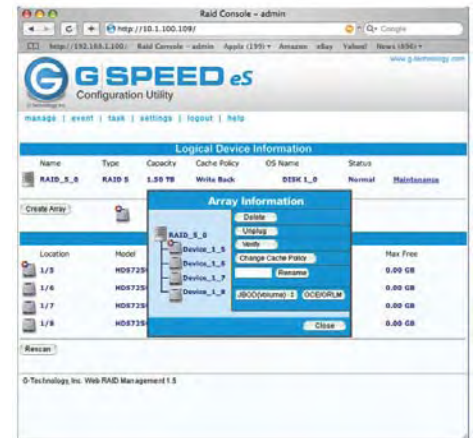 Raid Console - admin
http://10.1.100.109/
Google
http://192.168.1.100/ Raid Console - admin Apple Amazon eBay Yahoo! News
www.g-technology.com
G SPEED eS
Configuration Utility
manage | event | task | settings | logout | help
Logical Device Information
Name Type Capacity Cache Policy OS Name Status
RAID_5_0 RAID 5 1.50 TB Write Back DISK 1_0 Normal Maintenance
Create Array
Array Information
RAID_5_0
Device_1_5
Device_1_6
Device_1_7
Device_1_8
Delete
Unplug
Verify
Change Cache Policy
Rename
JBOD(Volume) OCE/ORLM
Close
Location Model Max Free
1/5 HDS725 0.00 GB
1/6 HDS725 0.00 GB
1/7 HDS725 0.00 GB
1/8 HDS725 0.00 GB
Rescan
G-Technology, Inc. Web RAID Management 1.5